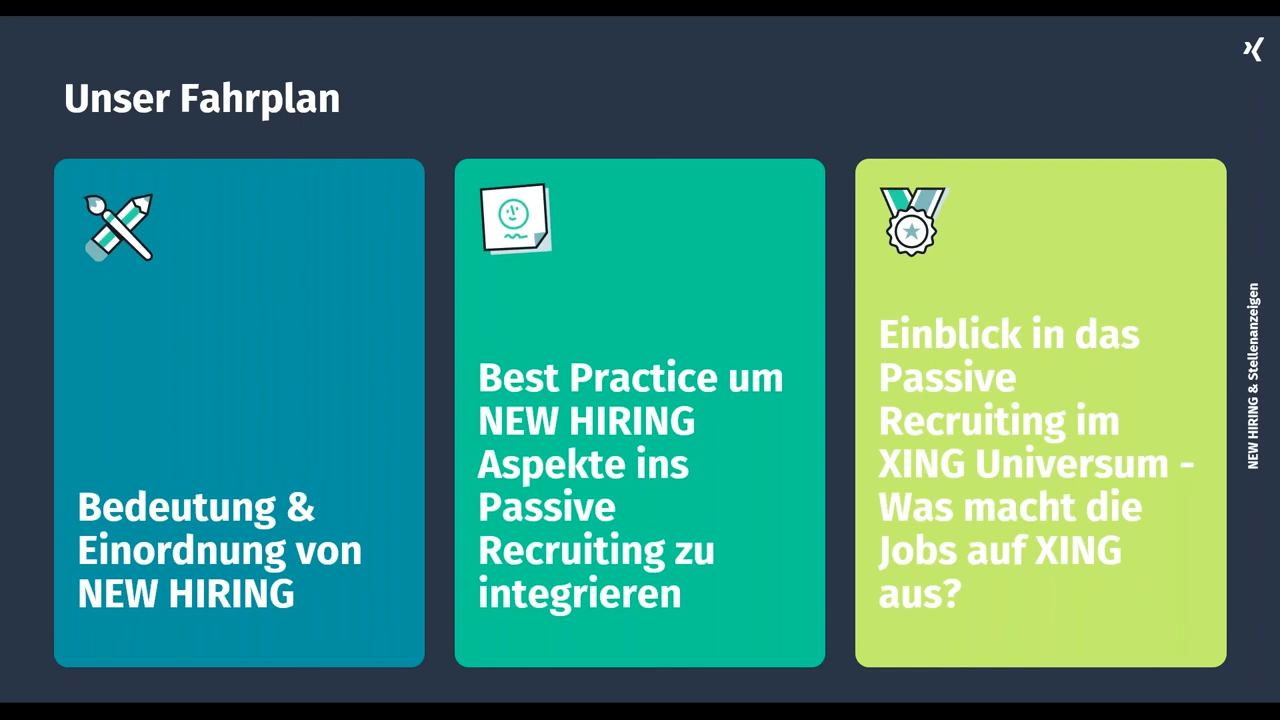 Unser Fahrplan
Bedeutung &
Einordnung von
NEW HIRING
Best Practice um
NEW HIRING
Aspekte ins
Passive
Recruiting zu
integrieren
Einblick in das
Passive
Recruiting im
XING Universum -
Was macht die
Jobs auf XING
aus?
NEW HIRING & Stellenanzeigen